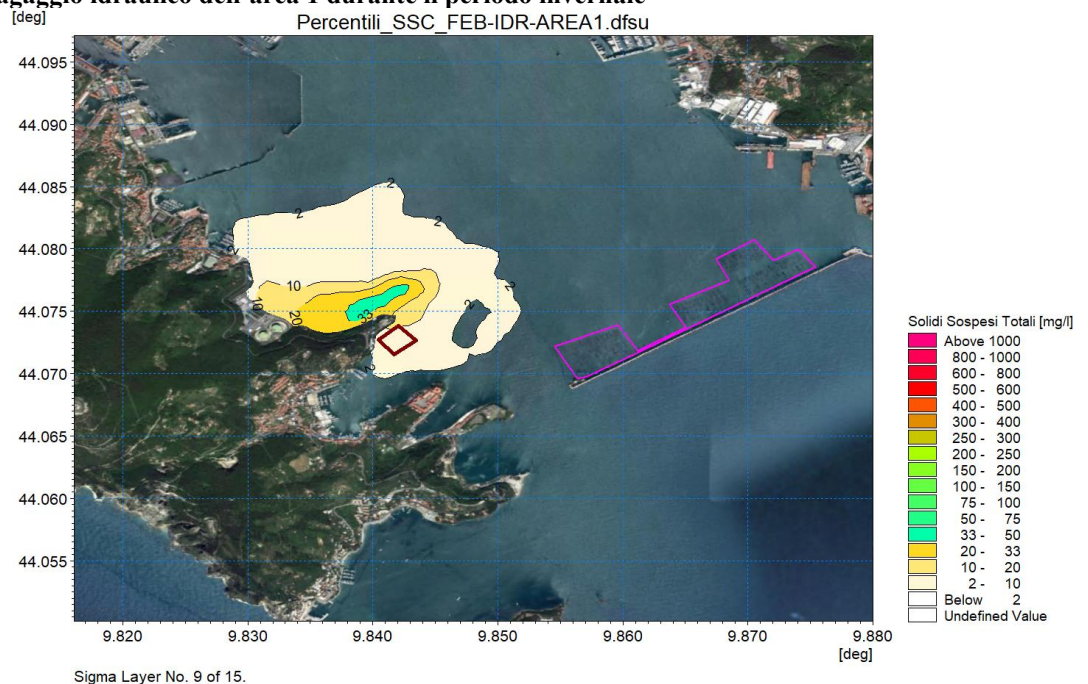 dell'area 1 durante il periodo invernale
[deg]
Percentili_SSC_FEB-IDR-AREA1.dfsu
44.095
44.090
44.085
44.080
44.075
44.070
44.065
44.060
44.055
2
2
2
2
2
2
2
10
10
20
33
9.820
9.830
9.840
9.850
9.860
9.870
9.880
[deg]
Solidi Sospesi Totali [mg/l]
Above 1000
800 - 1000
600 - 800
500 - 600
400 - 500
300 - 400
250 - 300
200 - 250
150 - 200
100 - 150
75 - 100
50 - 75
33 - 50
20 - 33
10 - 20
2 - 10
Below 2
Undefined Value
Sigma Layer No. 9 of 15.